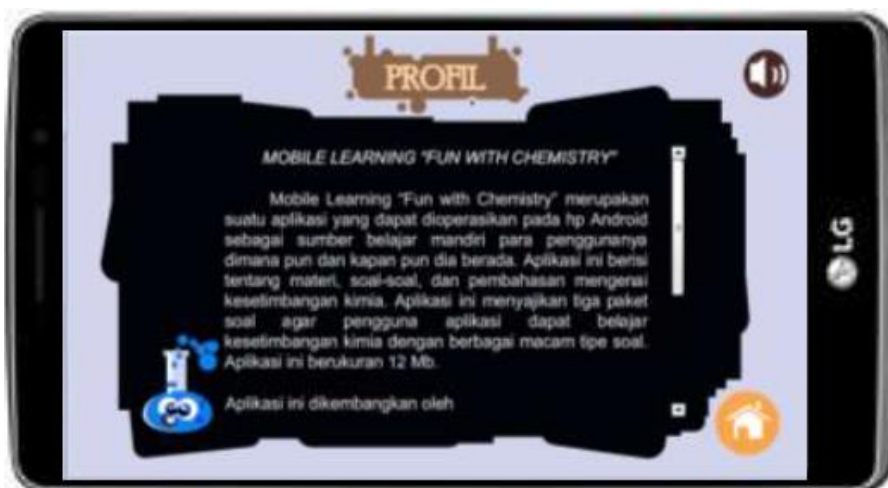 PROFIL
MOBILE LEARNING "FUN WITH CHEMISTRY"
Mobile Learning "Fun with Chemistry" merupakan
suatu aplikasi yang dapat dioperasikan pada hp Android
sebagai sumber belajar mandiri para penggunanya
dimana pun dan kapan pun dia berada. Aplikasi ini berisi
tentang materi, soal-soal, dan pembahasan mengenai
kesetimbangan kimia. Aplikasi ini menyajikan tiga paket
soal agar pengguna aplikasi dapat belajar
kesetimbangan kimia dengan berbagai macam tipe soal.
Aplikasi ini berukuran 12 Mb.
Aplikasi ini dikembangkan oleh
LG